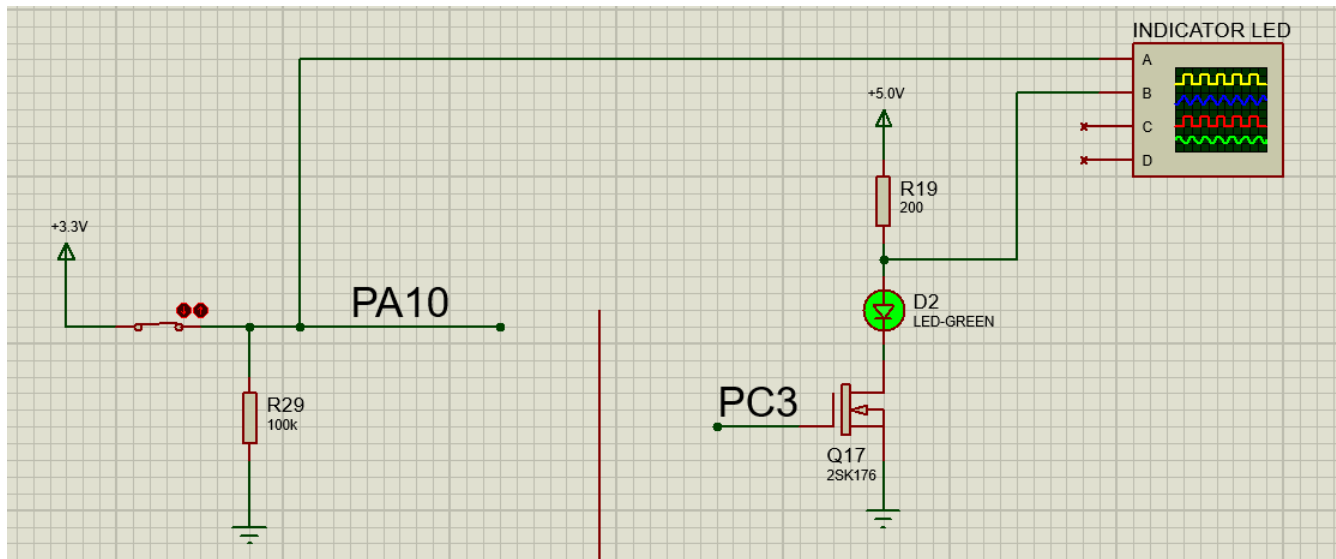 INDICATOR LED
A
B
C
D
+5.0V
R19
200
+3.3V
PA10
D2
LED-GREEN
R29
100k
PC3
Q17
2SK176